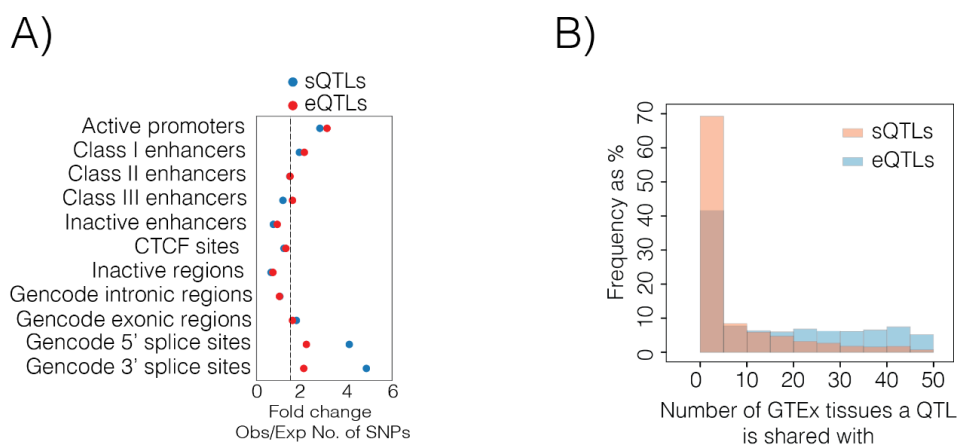 A)
sQTLs
eQTLs
Active promoters
Class I enhancers
Class II enhancers
Class III enhancers
Inactive enhancers
CTCF sites
Inactive regions
Gencode intronic regions
Gencode exonic regions
Gencode 5' splice sites
Gencode 3' splice sites
0 2 4 6
Fold change
Obs/Exp No. of SNPs
B)
sQTLs
eQTLs
Frequency as %
70
60
50
40
30
20
10
0
0 10 20 30 40 50
Number of GTEx tissues a QTL
is shared with